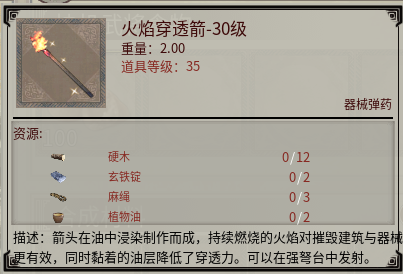 火焰穿透箭-30级
重量：2.00
道具等级：35
器械弹药
资源:
硬木 0/12
玄铁锭 0/2
麻绳 0/3
植物油 0/2
描述：箭头在油中浸染制作而成，持续燃烧的火焰对摧毁建筑与器械
更有效，同时黏着的油层降低了穿透力。可以在强弩台中发射。